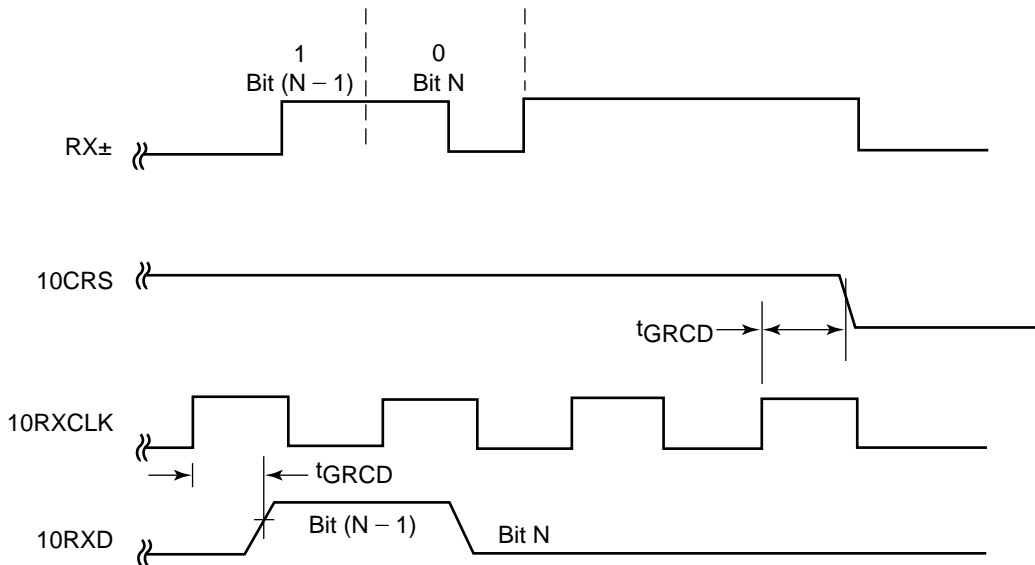 1
0
Bit (N – 1)
Bit N
RX±
10CRS
tGRCD
10RXCLK
tGRCD
10RXD
Bit (N – 1)
Bit N